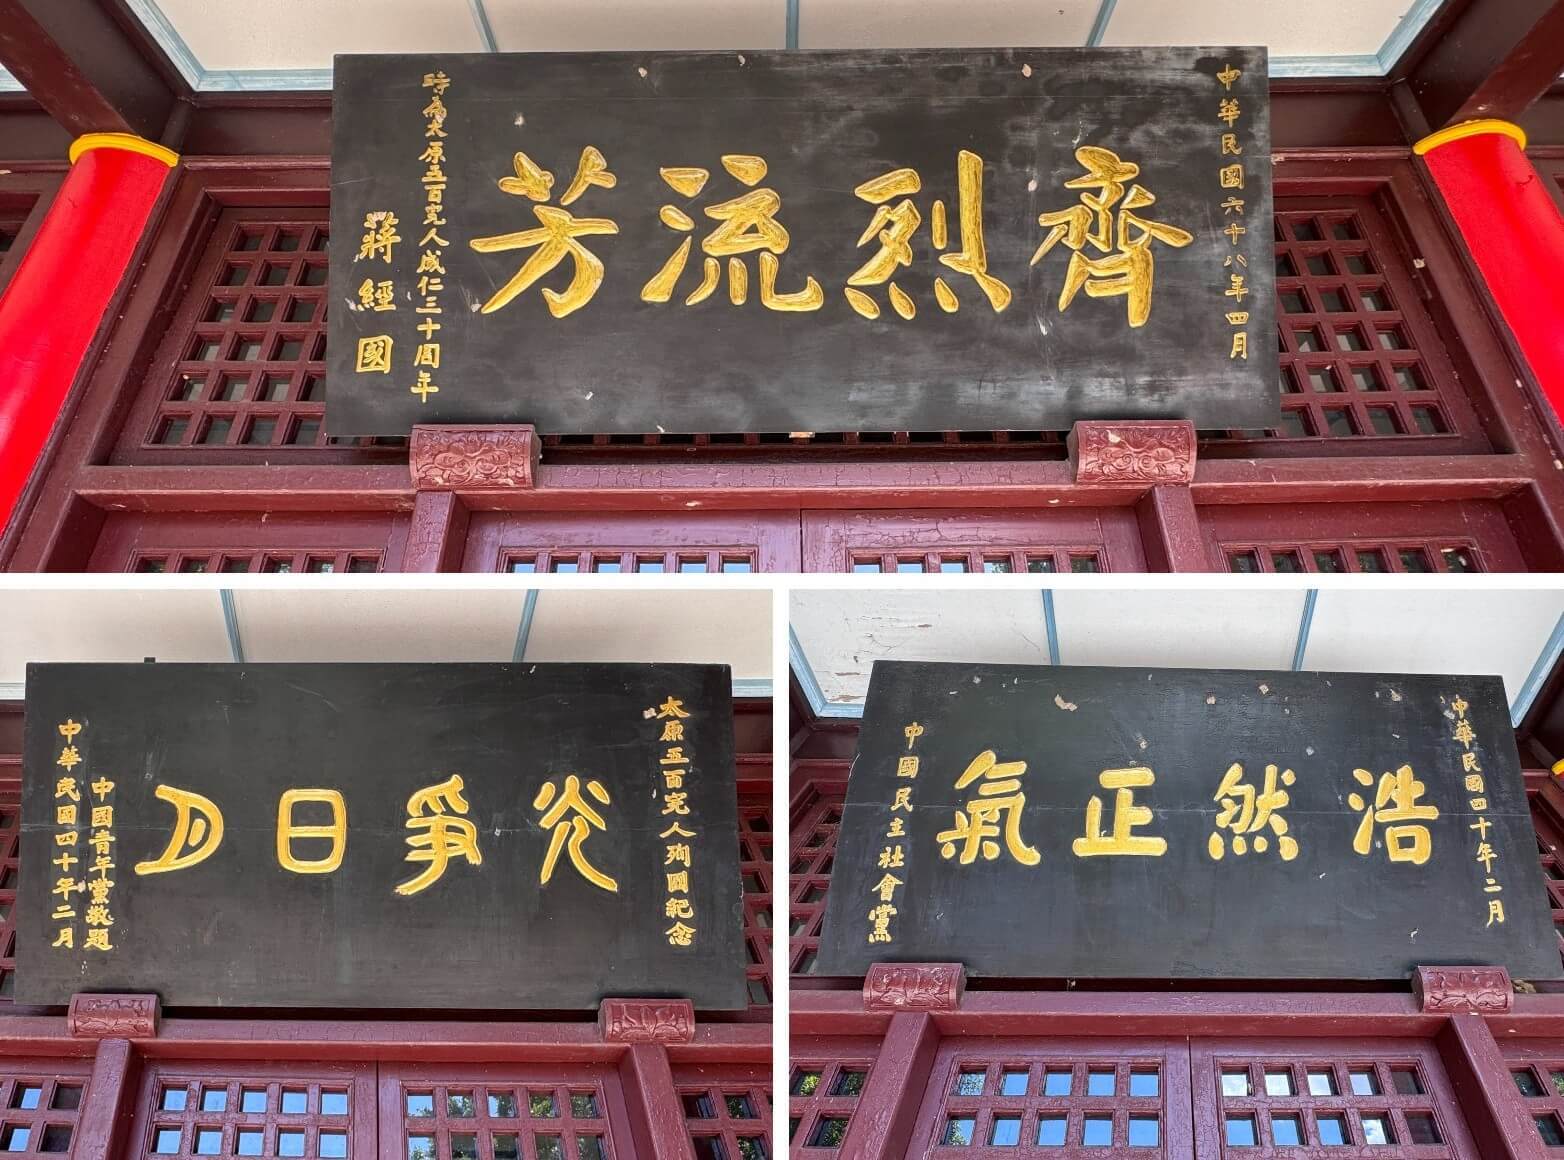 中華民國六十八年四月
齊烈流芳
時為太原五百完人成仁三十周年
蔣經國
太原五百完人殉國紀念
光爭日月
中國青年黨敬題
中華民國四十年二月
中華民國四十年二月
浩然正氣
中國民主社會黨